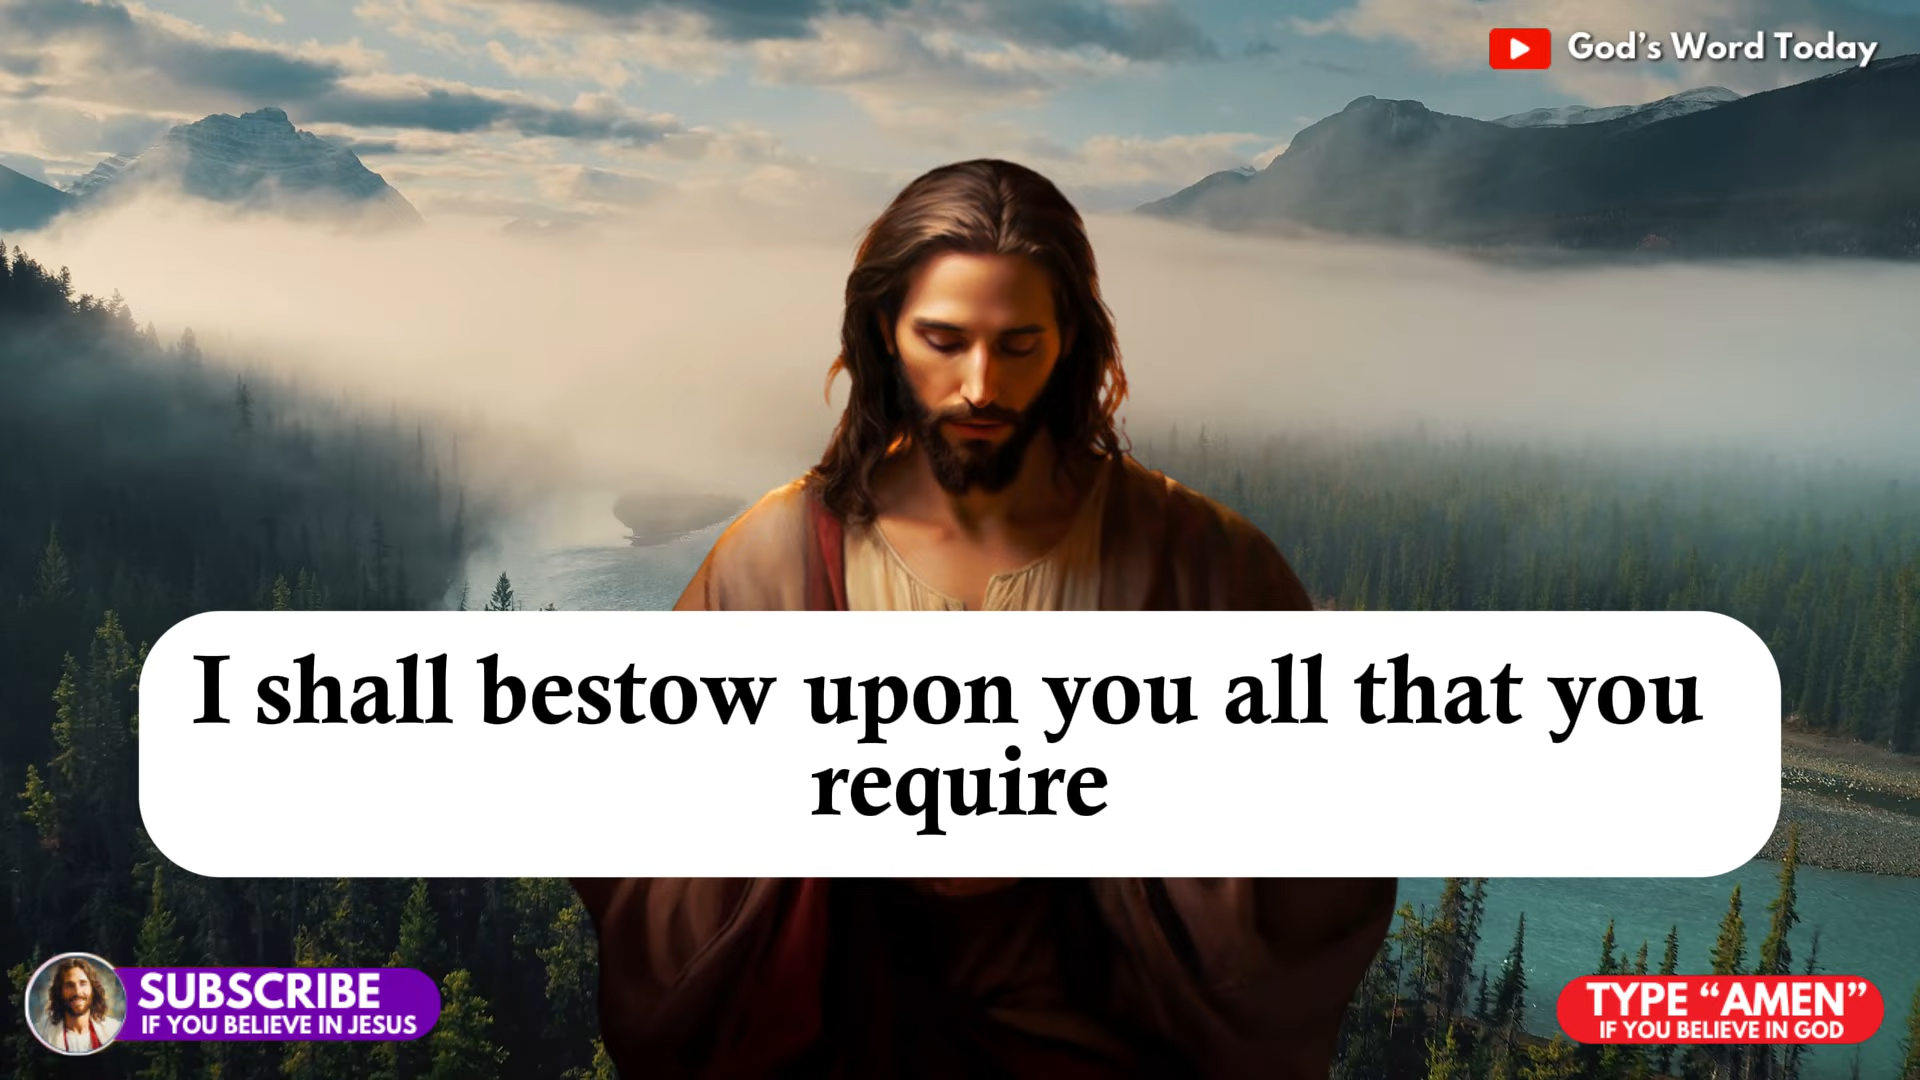 God's Word Today
I shall bestow upon you all that you
require
SUBSCRIBE
IF YOU BELIEVE IN JESUS
TYPE “AMEN”
IF YOU BELIEVE IN GOD